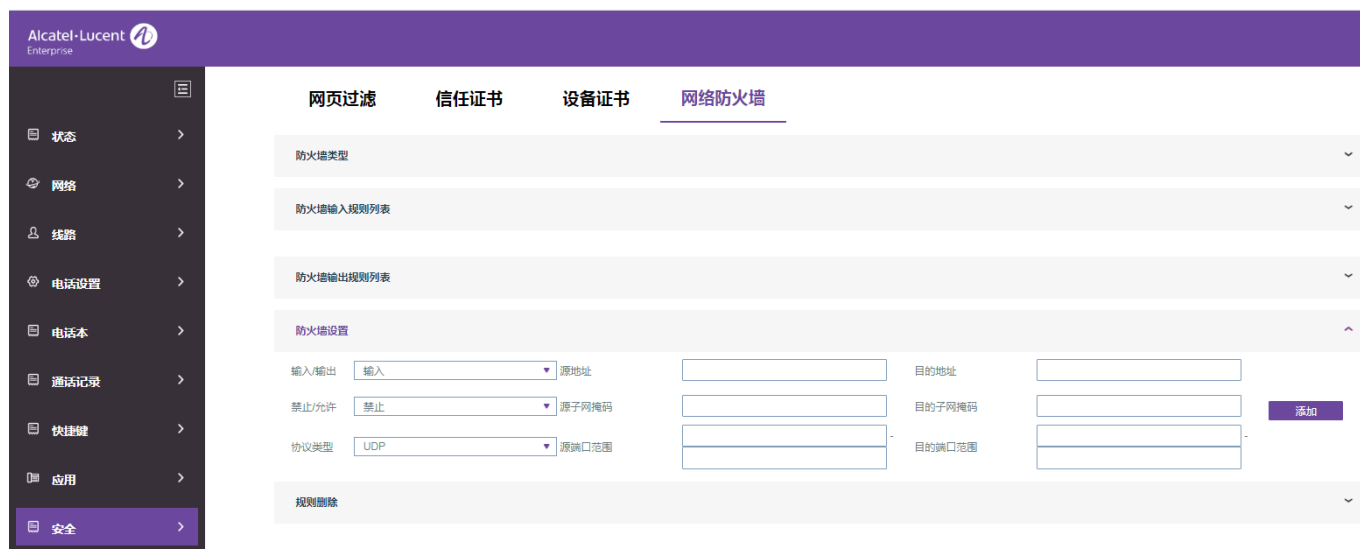 Alcatel·Lucent
Enterprise
状态
网络
线路
电话设置
电话本
通话记录
快捷键
应用
安全
网页过滤 信任证书 设备证书 网络防火墙
防火墙类型
防火墙输入规则列表
防火墙输出规则列表
防火墙设置
输入/输出 输入 源地址 目的地址
禁止/允许 禁止 源子网掩码 目的子网掩码 添加
协议类型 UDP 源端口范围 - 目的端口范围 -
规则删除